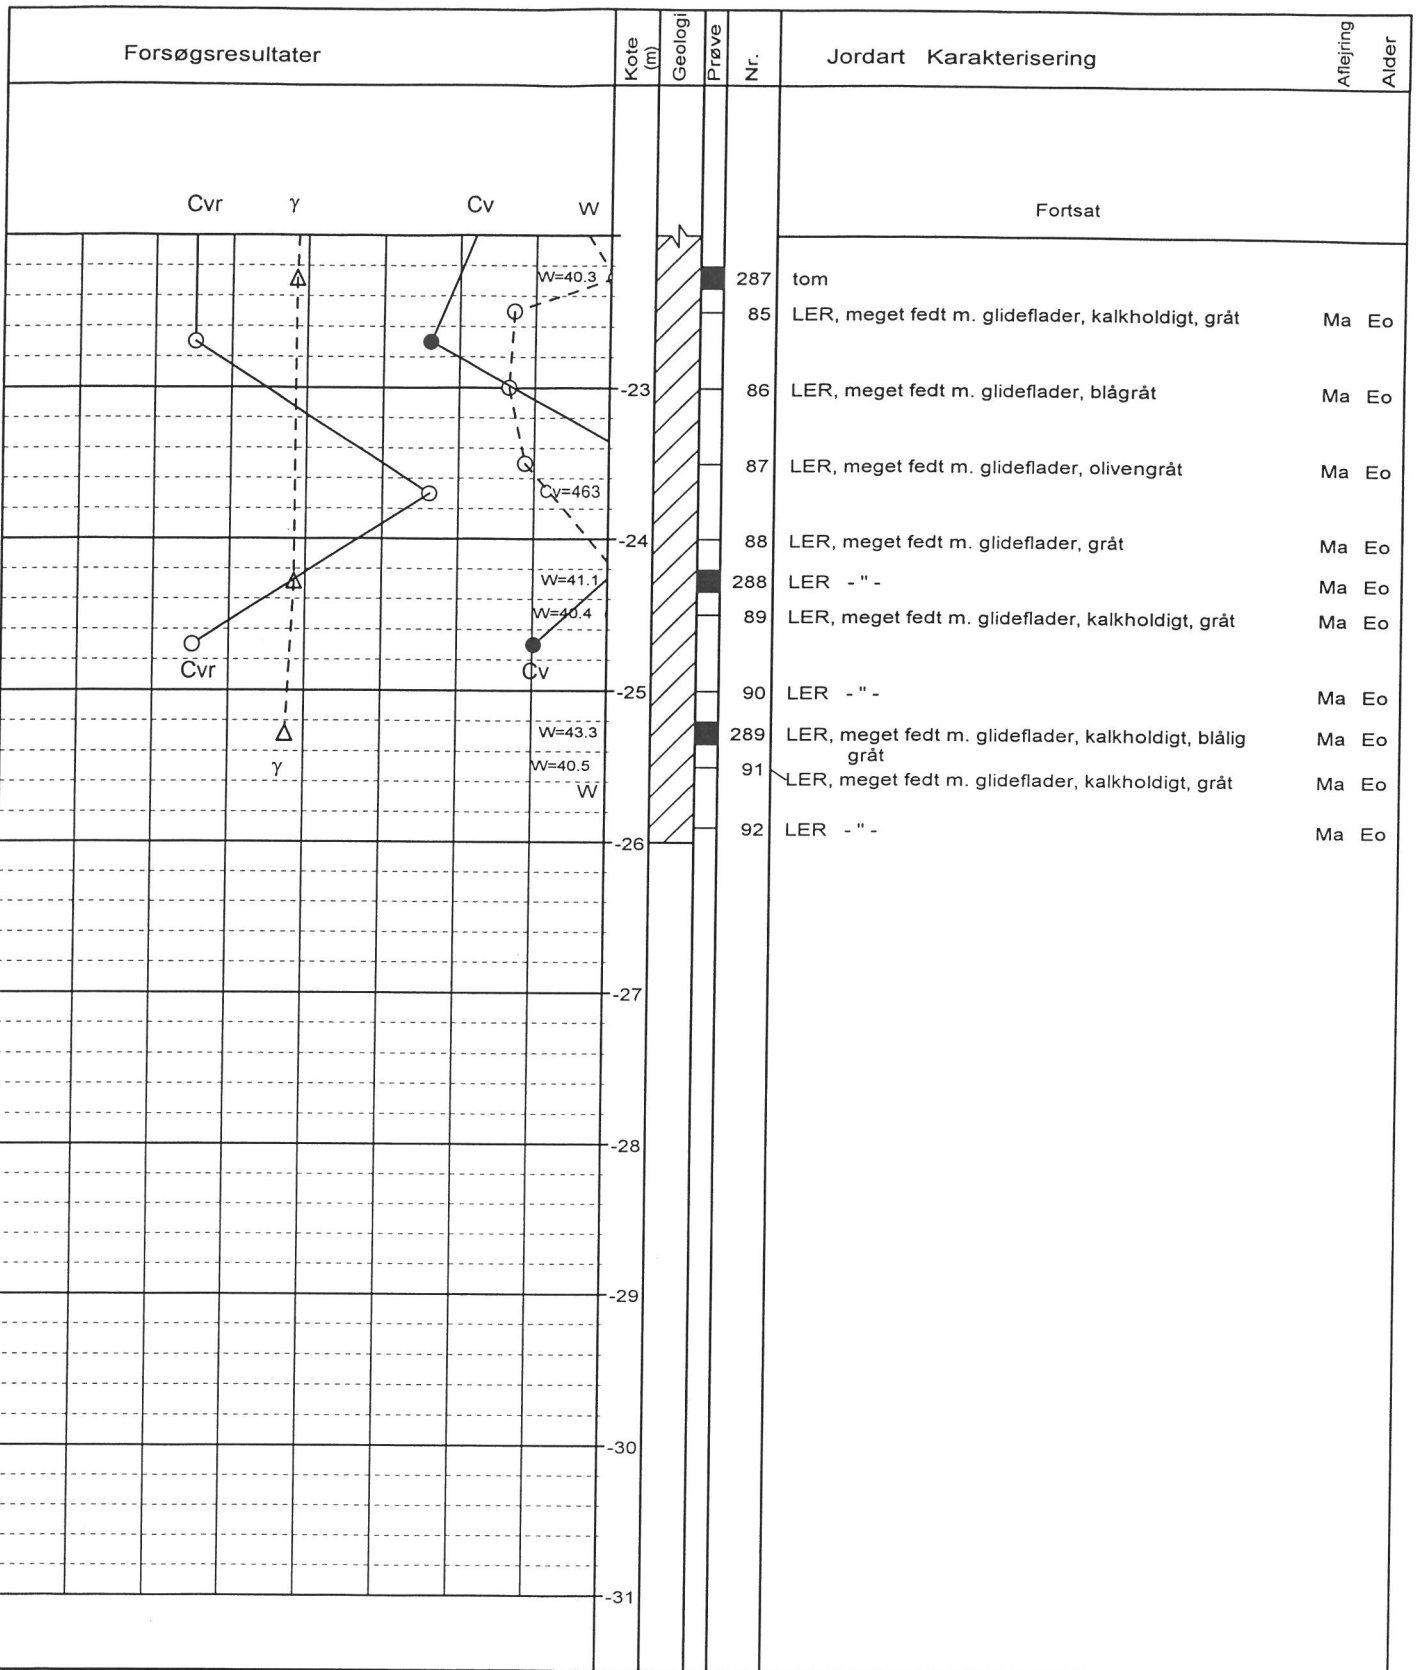 Forsøgsresultater
Kote (m)
Geologi
Prøve
Nr.
Jordart Karakterisering
Aflejring
Alder
Cvr γ Cv W
Fortsat
W=40.3
287 tom
85 LER, meget fedt m. glideflader, kalkholdigt, gråt Ma Eo
-23
86 LER, meget fedt m. glideflader, blågråt Ma Eo
87 LER, meget fedt m. glideflader, olivengråt Ma Eo
Cv=463
-24
88 LER, meget fedt m. glideflader, gråt Ma Eo
W=41.1
288 LER - " - Ma Eo
W=40.4
89 LER, meget fedt m. glideflader, kalkholdigt, gråt Ma Eo
Cvr Cv
-25
90 LER - " - Ma Eo
W=43.3
289 LER, meget fedt m. glideflader, kalkholdigt, blålig Ma Eo
gråt
γ W=40.5
91 LER, meget fedt m. glideflader, kalkholdigt, gråt Ma Eo
W
92 LER - " - Ma Eo
-26
-27
-28
-29
-30
-31